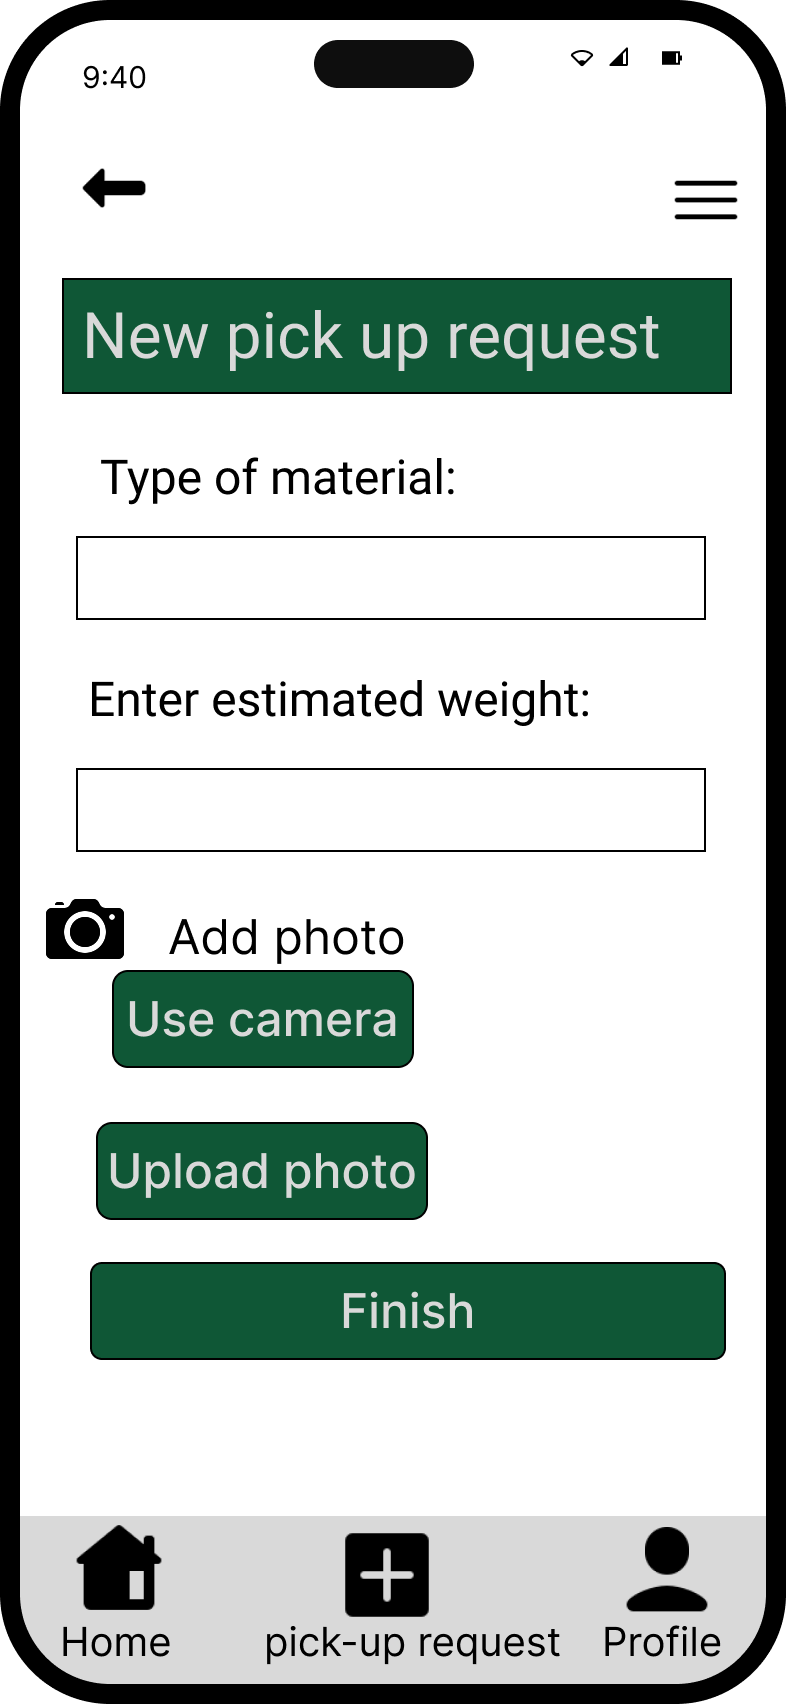 9:40
New pick up request
Type of material:
Enter estimated weight:
Add photo
Use camera
Upload photo
Finish
Home
pick-up request
Profile